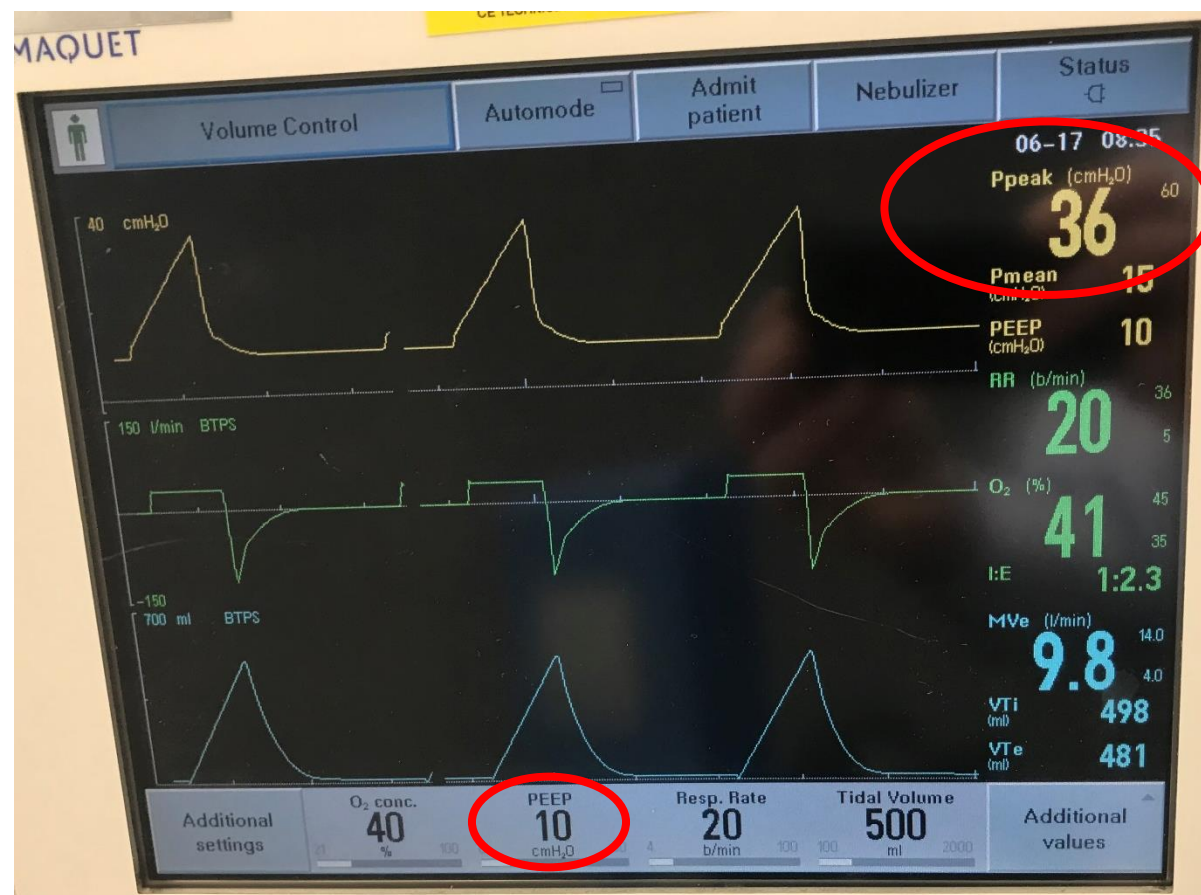 MAQUET
Volume Control
Automode
Admit
patient
Nebulizer
Status
06-17
40 cmH₂O
Ppeak (cmH₂O)
60
36
Pmean
(cmH₂O)
15
PEEP
(cmH₂O)
10
150 l/min BTPS
-150
RR (b/min)
36
20
5
O₂ (%)
45
41
35
I:E
1:2.3
700 ml BTPS
MVe (l/min)
14.0
9.8
4.0
VTi
(ml)
498
VTe
(ml)
481
Additional
settings
O₂ conc.
40
%
100
PEEP
10
cmH₂O
Resp. Rate
20
4
b/min
100
Tidal Volume
500
100
ml
2000
Additional
values